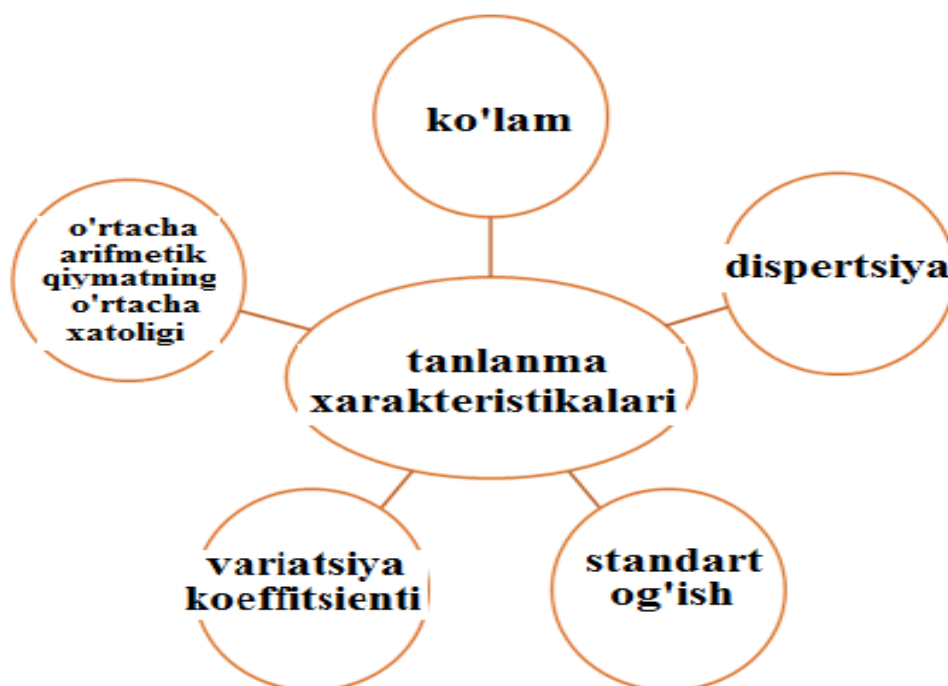 ko'lam
o'rtacha
arifmetik
qiymatning
o'rtacha
xatoligi
dispertsiya
tanlanma
xarakteristikalari
variatsiya
koeffitsienti
standart
og'ish